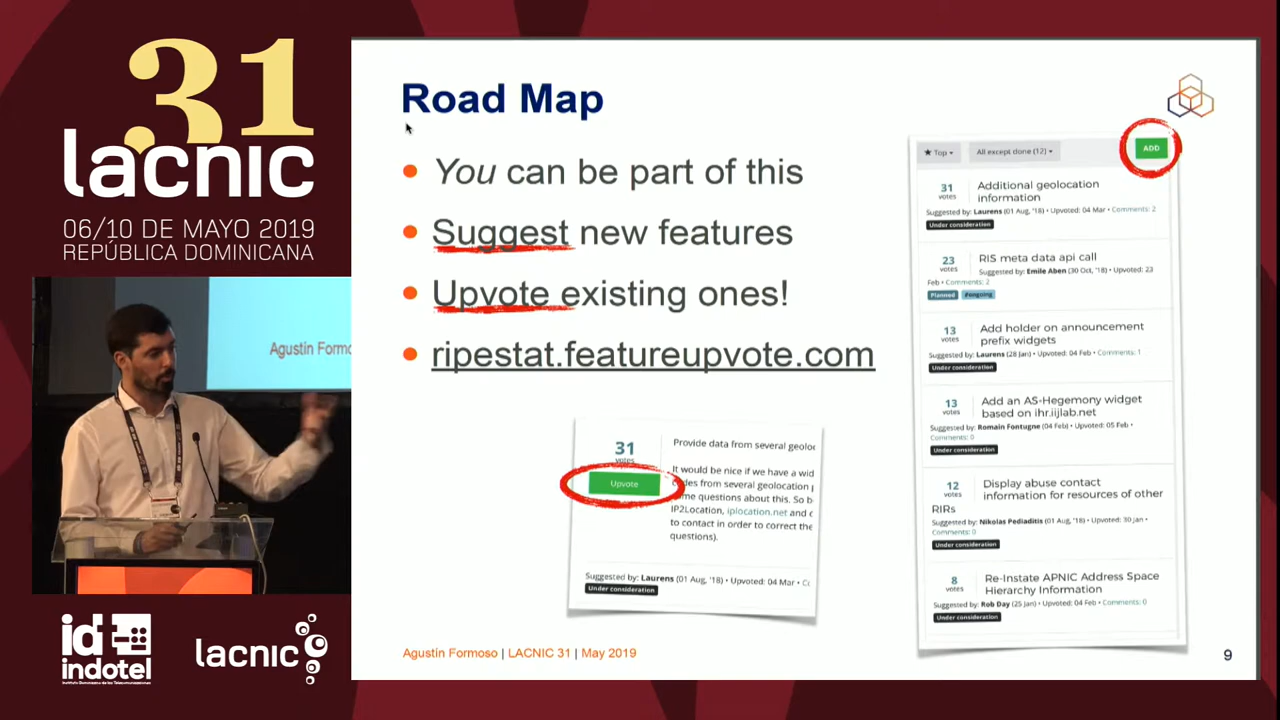 31
lacnic
06/10 DE MAYO 2019
REPÚBLICA DOMINICANA
Agustin Formo
id
indotel
lacnic
Road Map
You can be part of this
Suggest new features
Upvote existing ones!
ripestat.featureupvote.com
31
votes
Upvote
Provide data from several geolo
It would be nice if we have a wid
codes from several geolocation p
some questions about this. So b
IP2Location, iplocation.net and c
to contact in order to correct the
questions).
Suggested by: Laurens (01 Aug, '18) • Upvoted: 04 Mar • C
Under consideration
★ Top
All except done (12)
ADD
31
votes
Additional geolocation
information
Suggested by: Laurens (01 Aug, '18) • Upvoted: 04 Mar • Comments: 2
Under consideration
23
votes
RIS meta data api call
Suggested by: Emile Aben (30 Oct, '18) • Upvoted: 23
Feb • Comments: 2
Planned #ongoing
13
votes
Add holder on announcement
prefix widgets
Suggested by: Laurens (28 Jan) • Upvoted: 04 Feb • Comments: 1
Under consideration
13
votes
Add an AS-Hegemony widget
based on ihr.iijlab.net
Suggested by: Romain Fontugne (04 Feb) • Upvoted: 05 Feb •
Comments: 0
Under consideration
12
votes
Display abuse contact
information for resources of other
RIRs
Suggested by: Nikolas Pediaditis (01 Aug, '18) • Upvoted: 30 Jan •
Comments: 0
Under consideration
8
votes
Re-Instate APNIC Address Space
Hierarchy Information
Suggested by: Rob Day (25 Jan) • Upvoted: 04 Feb • Comments: 0
Under consideration
Agustin Formoso | LACNIC 31 | May 2019
9